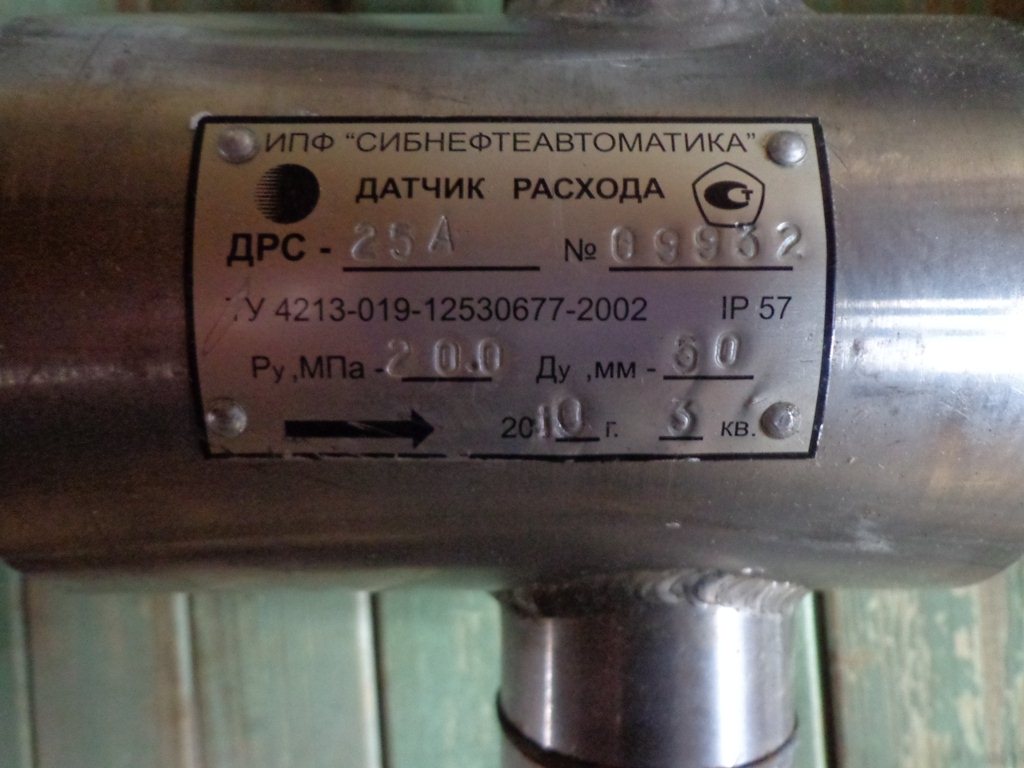 ИПФ "СИБНЕФТЕАВТОМАТИКА"
ДАТЧИК РАСХОДА Ст
ДРС - 25А № 09932
ТУ 4213-019-12530677-2002 IP 57
Ру ,МПа - 20.0 Ду ,мм - 50
2010 г. 3 кв.